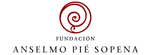 FUNDACIÓN
ANSELMO PIÉ SOPENA